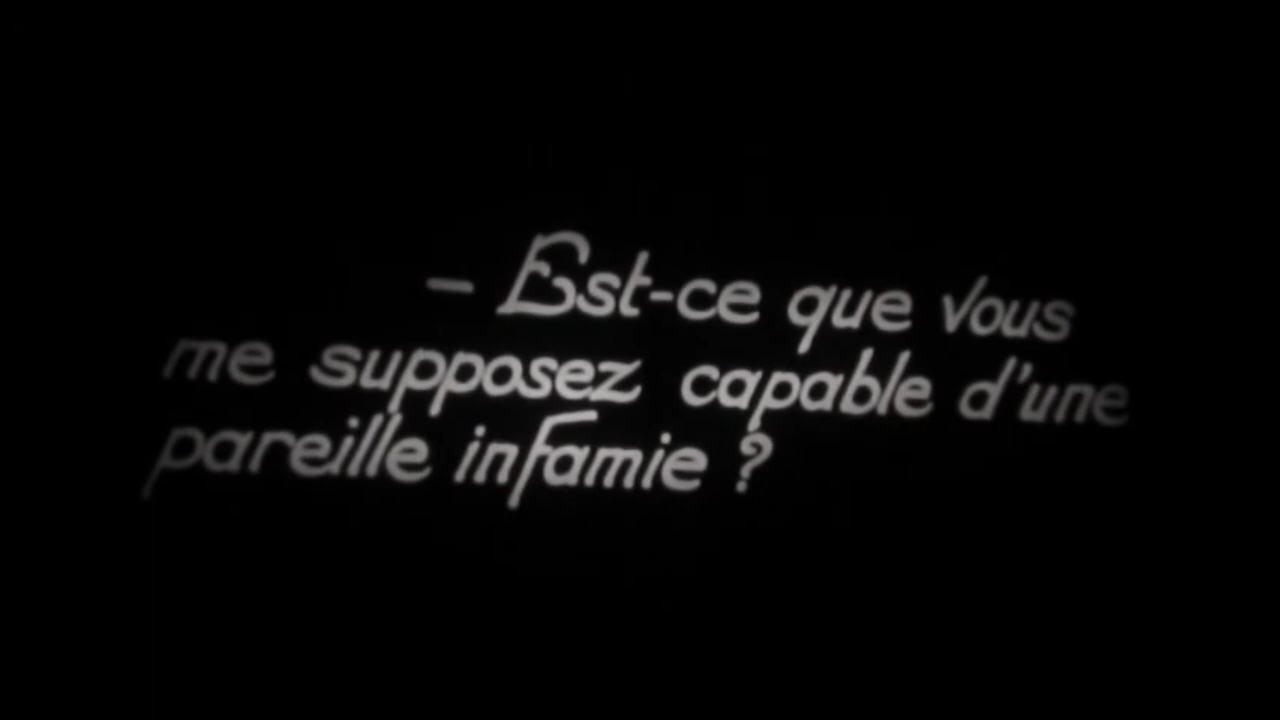 – Est-ce que vous
me supposez capable d'une
pareille infamie ?